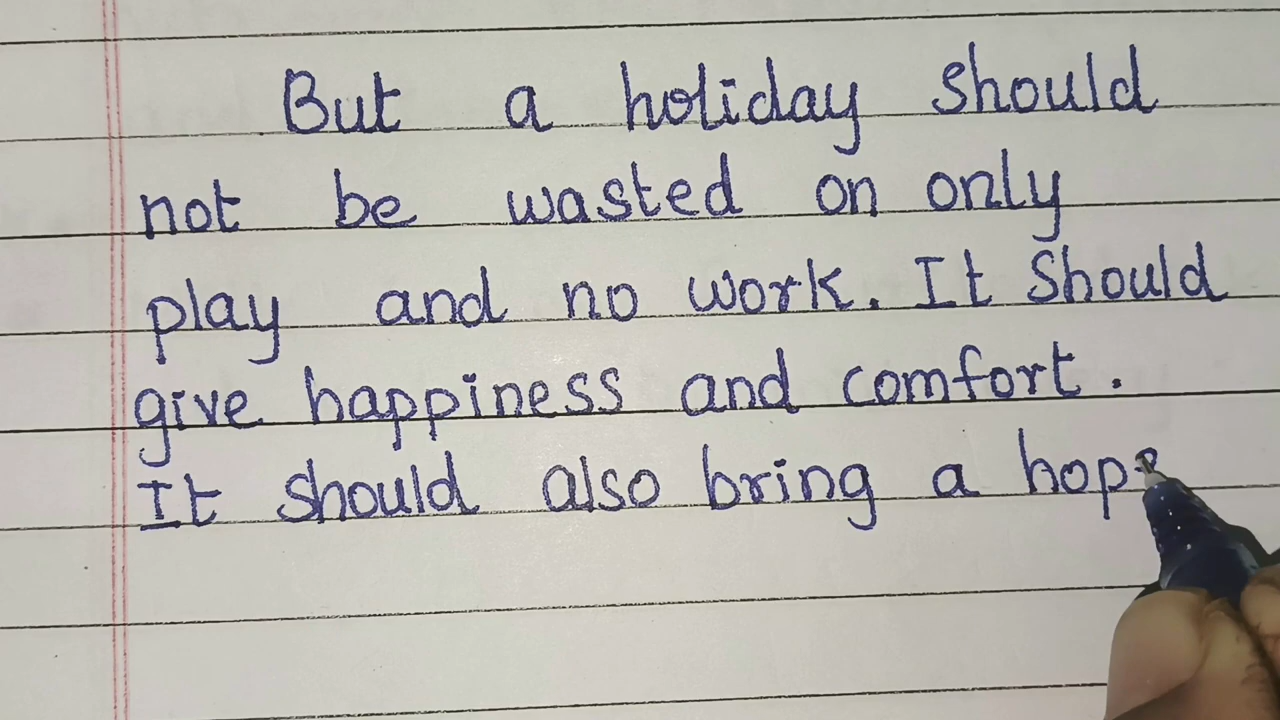 But a holiday should
not be wasted on only
play and no work. It should
give happiness and comfort.
It should also bring a hope